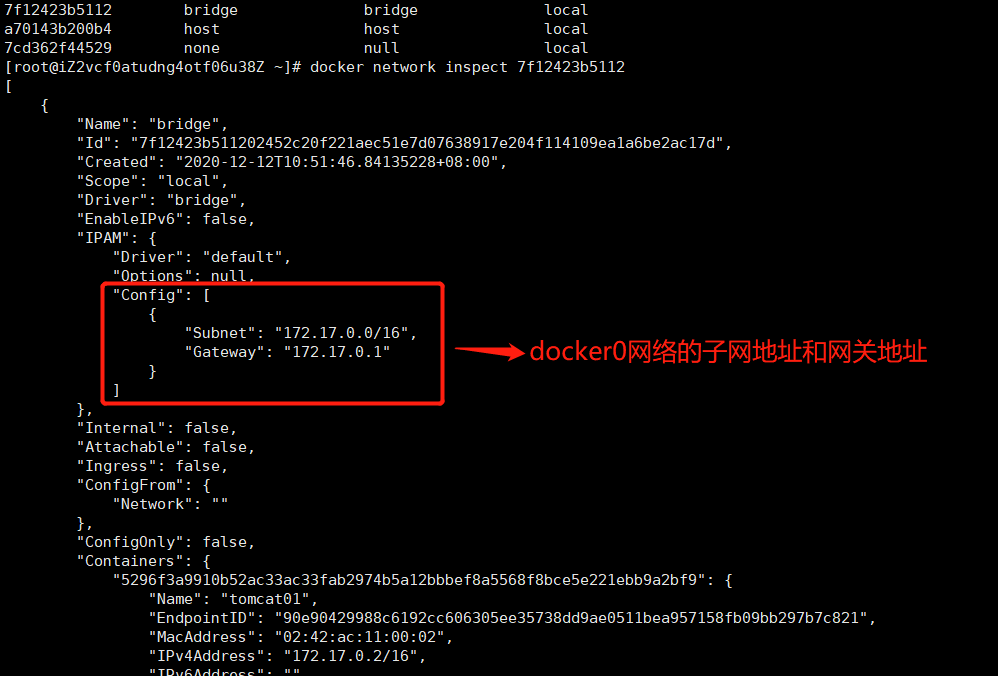 7f12423b5112        bridge              bridge              local
a70143b200b4        host                host                local
7cd362f44529        none                null                local
[root@iZ2vcf0atudng4otf06u38Z ~]# docker network inspect 7f12423b5112
[
    {
        "Name": "bridge",
        "Id": "7f12423b511202452c20f221aec51e7d07638917e204f114109ea1a6be2ac17d",
        "Created": "2020-12-12T10:51:46.84135228+08:00",
        "Scope": "local",
        "Driver": "bridge",
        "EnableIPv6": false,
        "IPAM": {
            "Driver": "default",
            "Options": null,
            "Config": [
                {
                    "Subnet": "172.17.0.0/16",
                    "Gateway": "172.17.0.1"
docker0网络的子网地址和网关地址
                }
            ]
        },
        "Internal": false,
        "Attachable": false,
        "Ingress": false,
        "ConfigFrom": {
            "Network": ""
        },
        "ConfigOnly": false,
        "Containers": {
            "5296f3a9910b52ac33ac33fab2974b5a12bbbef8a5568f8bce5e221ebb9a2bf9": {
                "Name": "tomcat01",
                "EndpointID": "90e90429988c6192cc606305ee35738dd9ae0511bea957158fb09bb297b7c821",
                "MacAddress": "02:42:ac:11:00:02",
                "IPv4Address": "172.17.0.2/16",
                "IPv6Address": ""